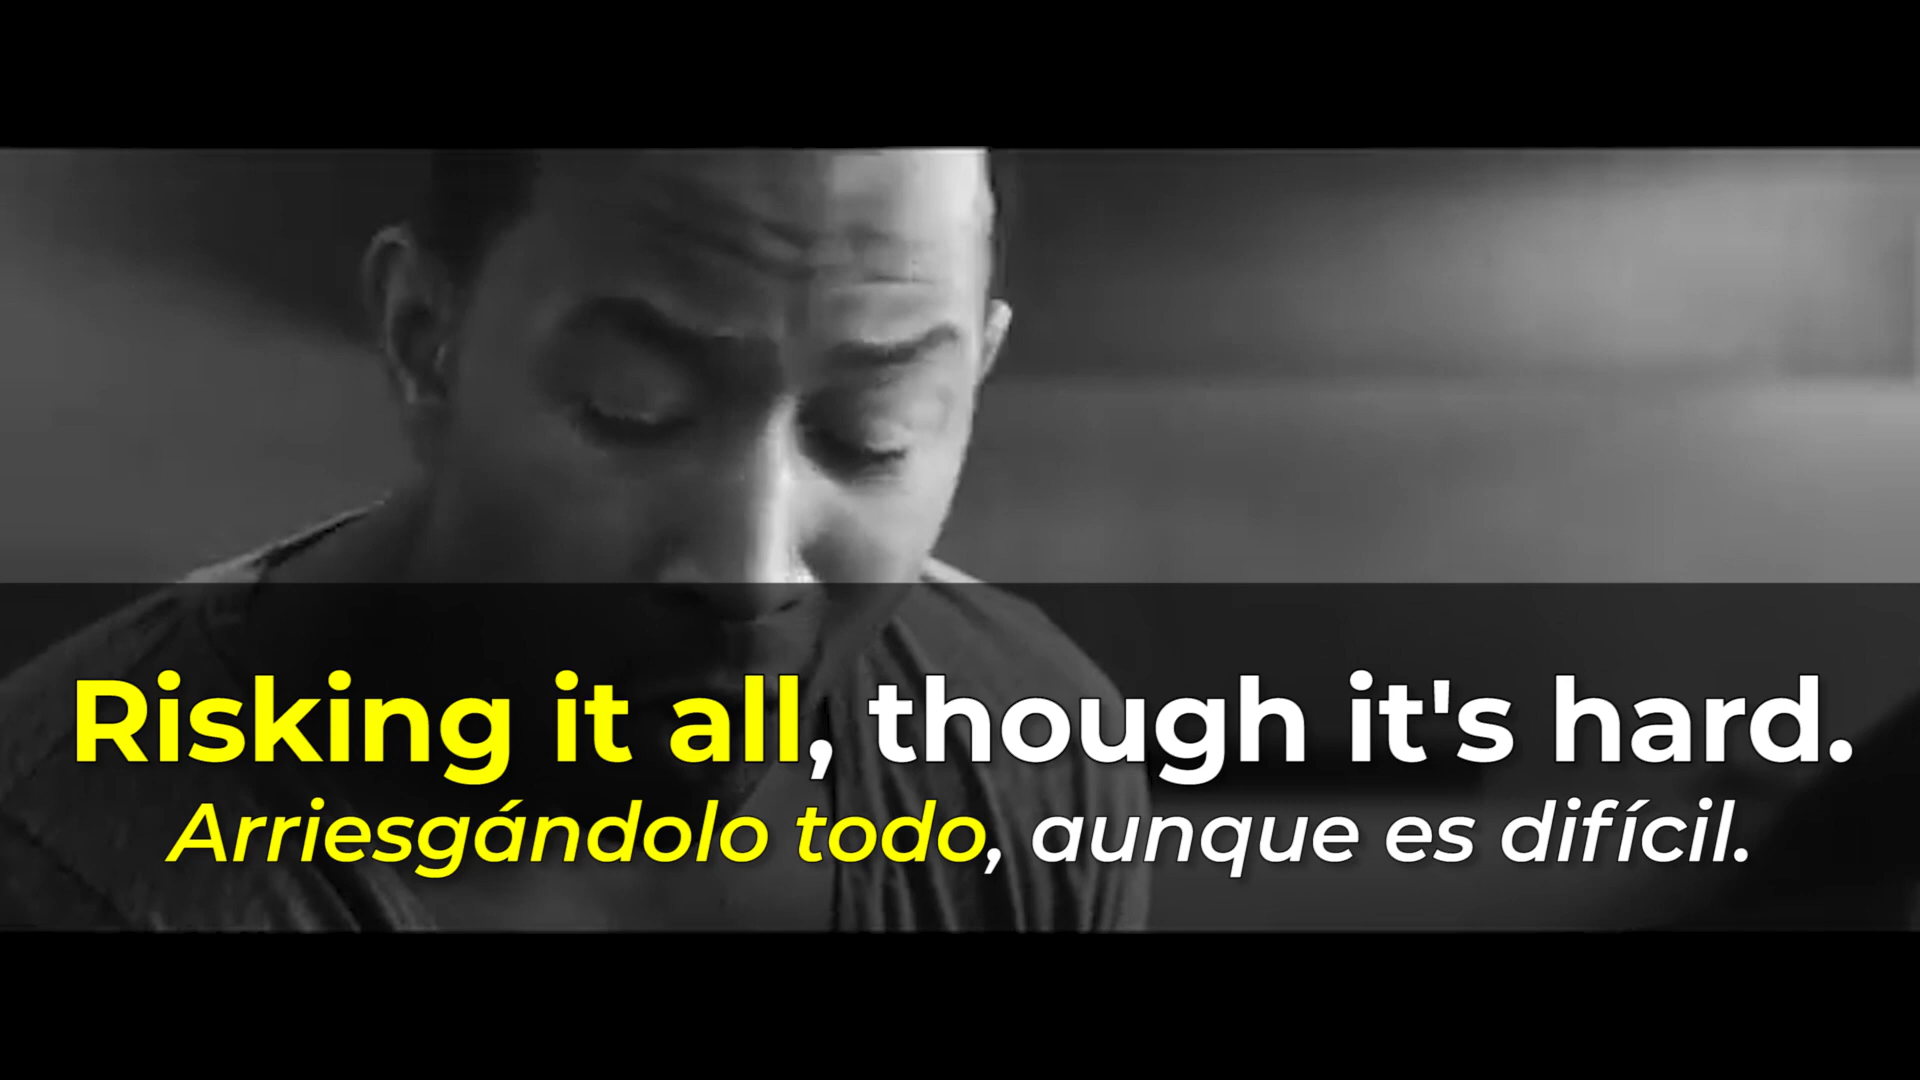 Risking it all, though it's hard.
Arriesgándolo todo, aunque es difícil.